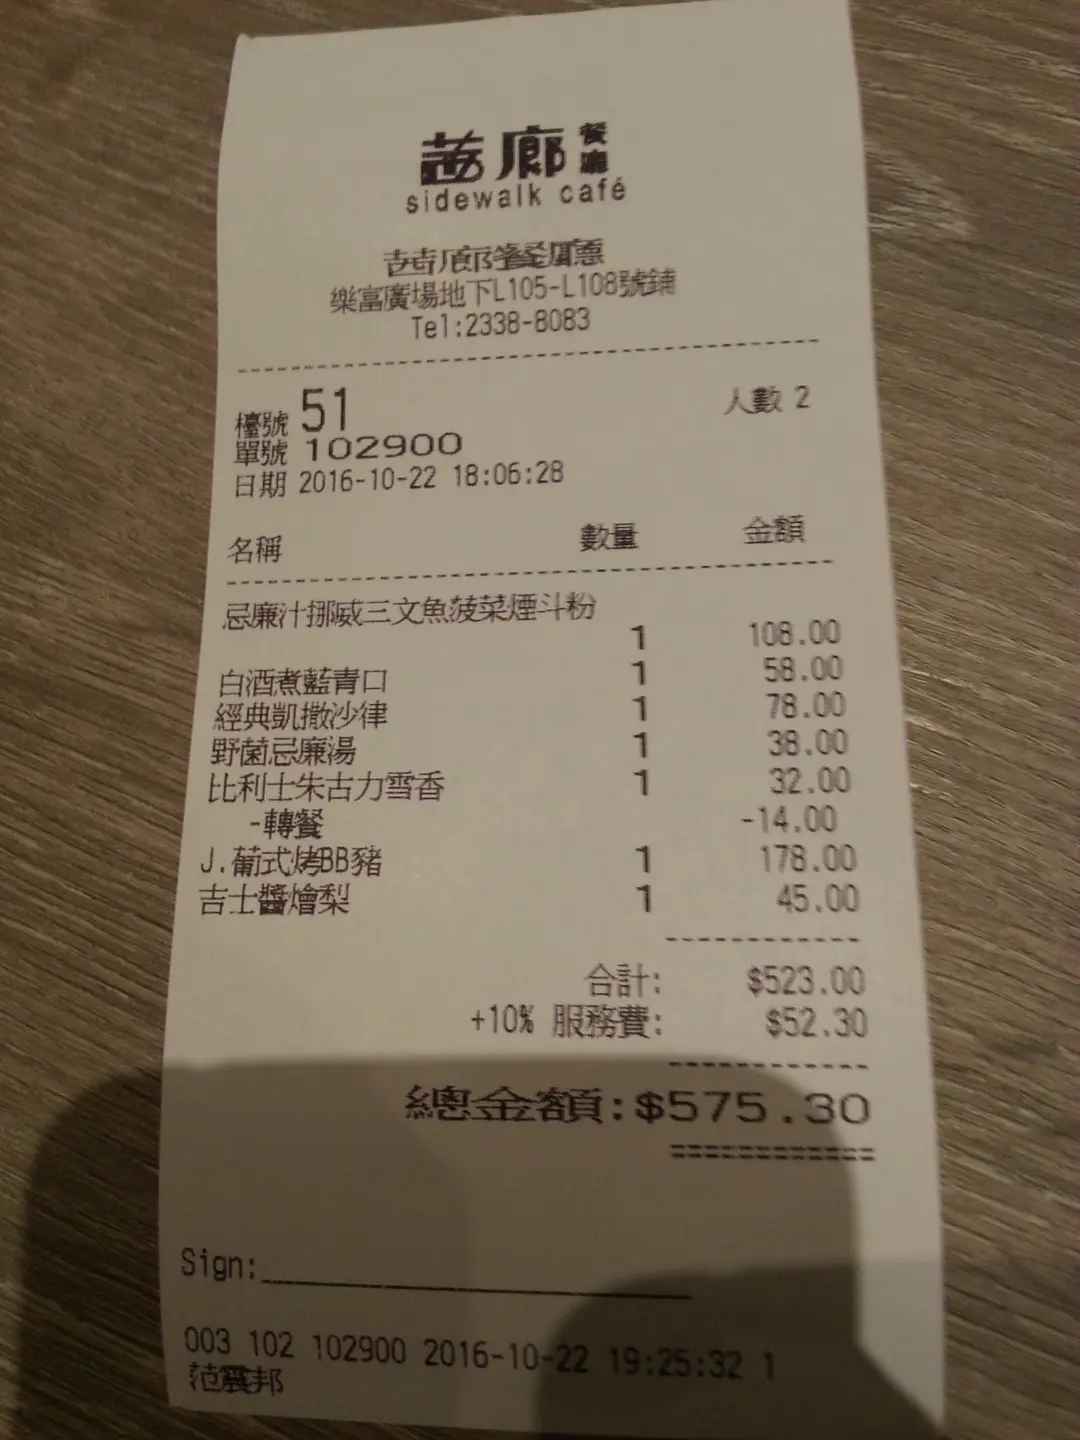 茜廊餐廳
sidewalk café
茜廊餐廳
樂富廣場地下L105-L108號鋪
Tel:2338-8083
檯號 51 人數 2
單號 102900
日期 2016-10-22 18:06:28
名稱 數量 金額
忌廉汁挪威三文魚菠菜煙斗粉
1 108.00
白酒煮藍青口 1 58.00
經典凱撒沙律 1 78.00
野菌忌廉湯 1 38.00
比利士朱古力雪香 1 32.00
-轉餐 -14.00
J.葡式烤BB豬 1 178.00
吉士醬燴梨 1 45.00
合計: $523.00
+10% 服務費: $52.30
總金額:$575.30
Sign:
003 102 102900 2016-10-22 19:25:32 1
范震邦